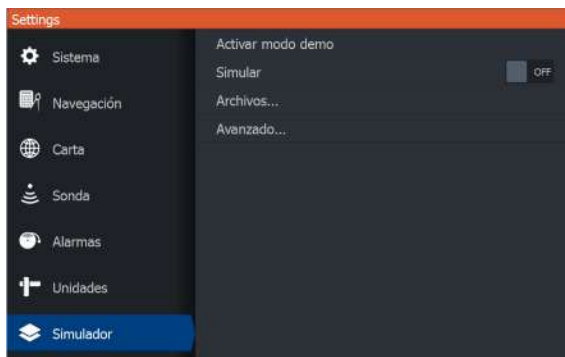 Settings
Sistema
Navegación
Carta
Sonda
Alarmas
Unidades
Simulador
Activar modo demo
Simular
OFF
Archivos...
Avanzado...